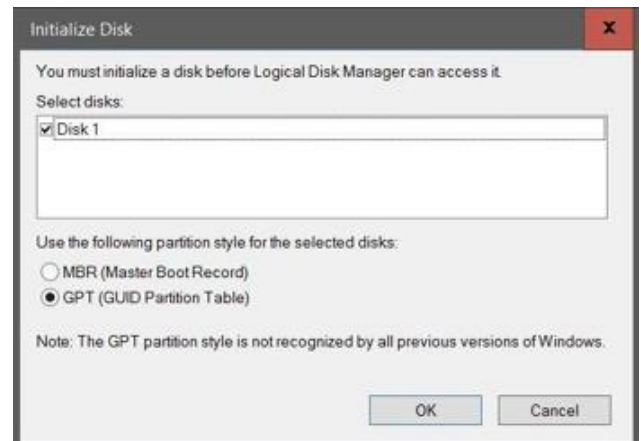 Initialize Disk
x
You must initialize a disk before Logical Disk Manager can access it.
Select disks:
Disk 1
Use the following partition style for the selected disks:
MBR (Master Boot Record)
GPT (GUID Partition Table)
Note: The GPT partition style is not recognized by all previous versions of Windows.
OK Cancel